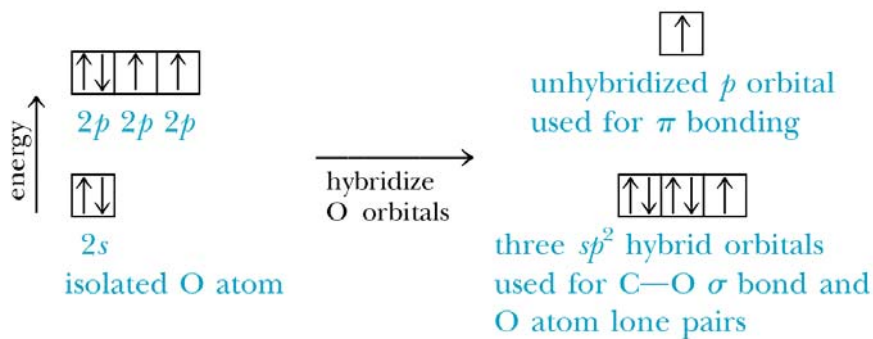 energy
2p 2p 2p
2s
isolated O atom
hybridize
O orbitals
unhybridized p orbital
used for π bonding
three sp² hybrid orbitals
used for C—O σ bond and
O atom lone pairs